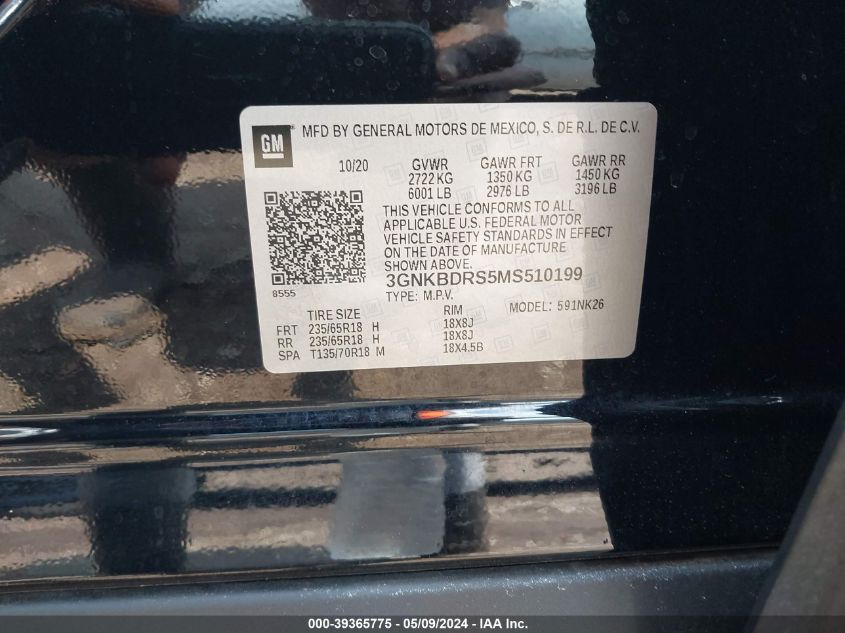 GM ® MFD BY GENERAL MOTORS DE MEXICO, S. DE R.L. DE C.V.
10/20 GVWR GAWR FRT GAWR RR
2722 KG 1350 KG 1450 KG
6001 LB 2976 LB 3196 LB
THIS VEHICLE CONFORMS TO ALL
APPLICABLE U.S. FEDERAL MOTOR
VEHICLE SAFETY STANDARDS IN EFFECT
ON THE DATE OF MANUFACTURE
SHOWN ABOVE.
8555 3GNKBDRS5MS510199
TYPE: M.P.V. MODEL: 591NK26
TIRE SIZE RIM
FRT 235/65R18 H 18X8J
RR 235/65R18 H 18X8J
SPA T135/70R18 M 18X4.5B
000-39365775 - 05/09/2024 - IAA Inc.